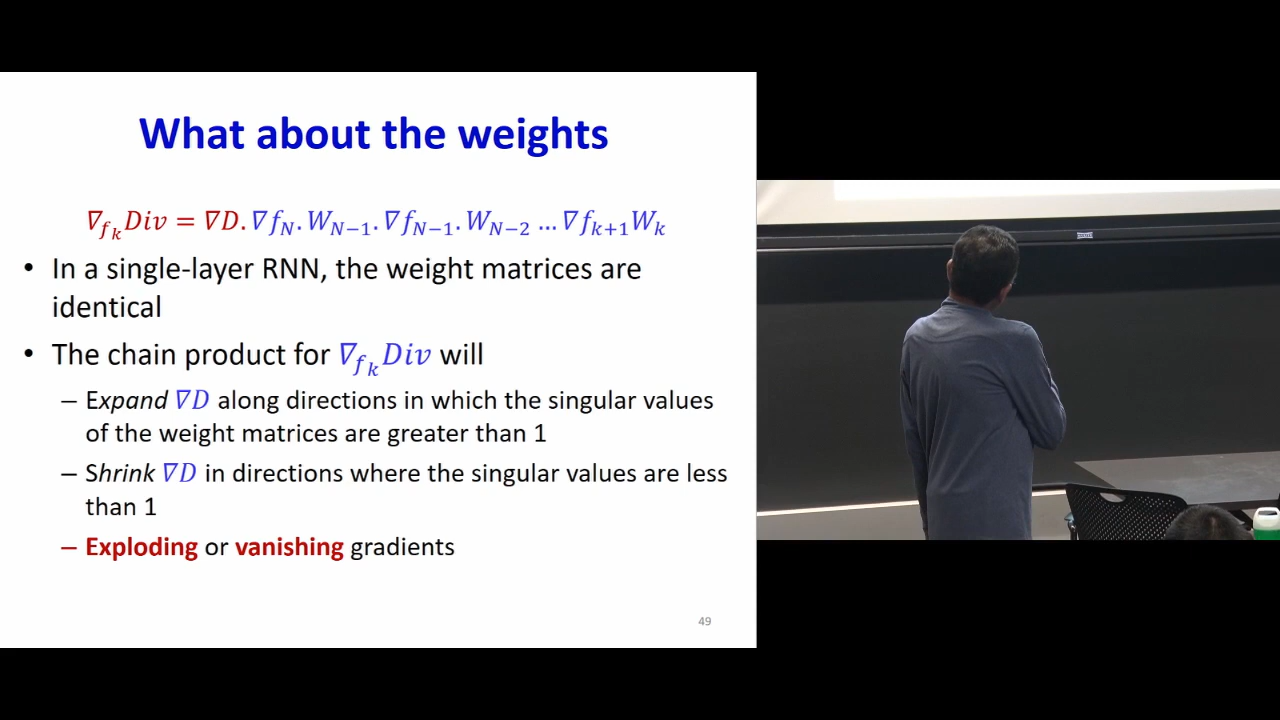 What about the weights
∇_{f_k}Div = ∇D. ∇f_N. W_{N−1}. ∇f_{N−1}. W_{N−2} … ∇f_{k+1}W_k
• In a single-layer RNN, the weight matrices are
identical
• The chain product for ∇_{f_k}Div will
– Expand ∇D along directions in which the singular values
of the weight matrices are greater than 1
– Shrink ∇D in directions where the singular values are less
than 1
– Exploding or vanishing gradients
49